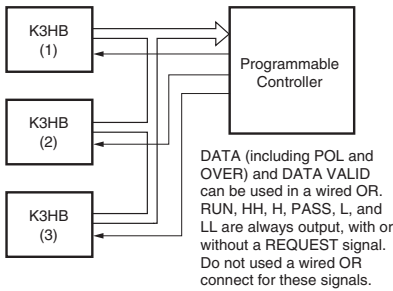 K3HB
(1)
K3HB
(2)
K3HB
(3)
Programmable
Controller
DATA (including POL and
OVER) and DATA VALID
can be used in a wired OR.
RUN, HH, H, PASS, L, and
LL are always output, with or
without a REQUEST signal.
Do not used a wired OR
connect for these signals.